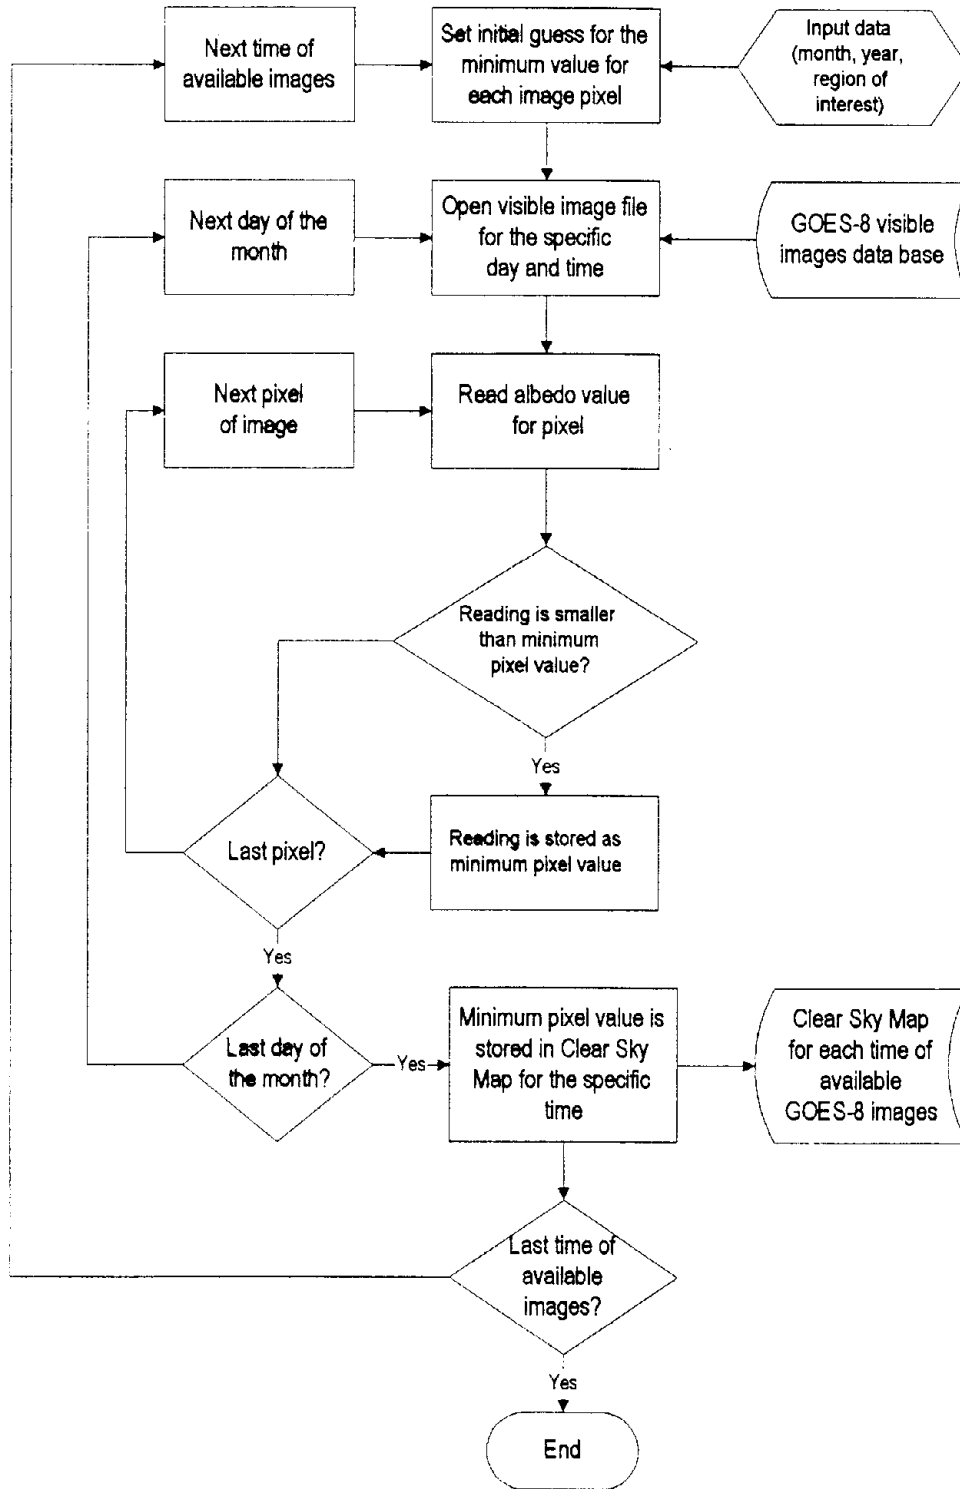 Next time of
available images
Set initial guess for the
minimum value for
each image pixel
Input data
(month, year,
region of
interest)
Next day of the
month
Open visible image file
for the specific
day and time
GOES-8 visible
images data base
Next pixel
of image
Read albedo value
for pixel
Reading is smaller
than minimum
pixel value?
Yes
Last pixel?
Reading is stored as
minimum pixel value
Yes
Last day of
the month?
Yes
Minimum pixel value is
stored in Clear Sky
Map for the specific
time
Clear Sky Map
for each time of
available
GOES-8 images
Last time of
available
images?
Yes
End